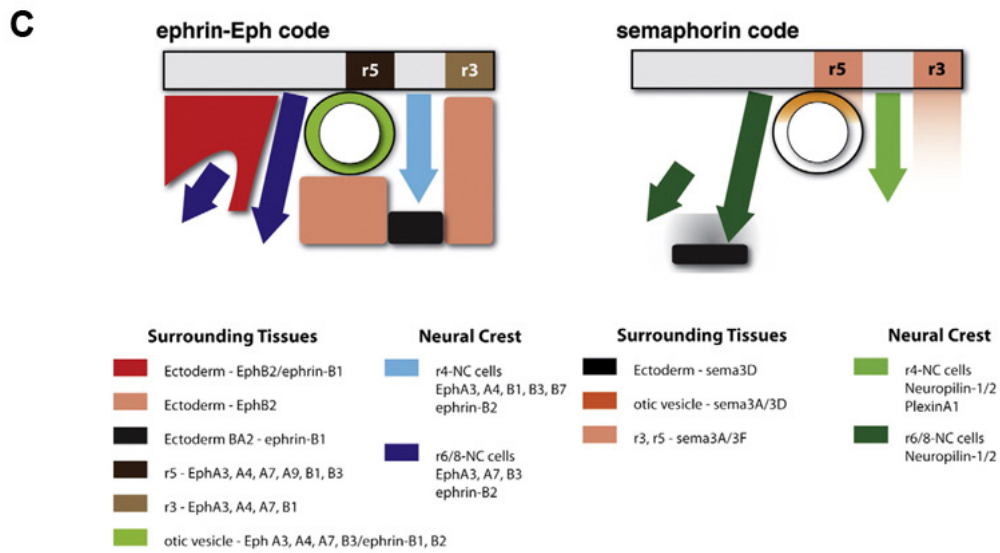 C
ephrin-Eph code
r5
r3
Surrounding Tissues
Ectoderm - EphB2/ephrin-B1
Ectoderm - EphB2
Ectoderm BA2 - ephrin-B1
r5 - EphA3, A4, A7, A9, B1, B3
r3 - EphA3, A4, A7, B1
otic vesicle - Eph A3, A4, A7, B3/ephrin-B1, B2
Neural Crest
r4-NC cells
EphA3, A4, B1, B3, B7
ephrin-B2
r6/8-NC cells
EphA3, A7, B3
ephrin-B2
semaphorin code
r5
r3
Surrounding Tissues
Ectoderm - sema3D
otic vesicle - sema3A/3D
r3, r5 - sema3A/3F
Neural Crest
r4-NC cells
Neuropilin-1/2
PlexinA1
r6/8-NC cells
Neuropilin-1/2